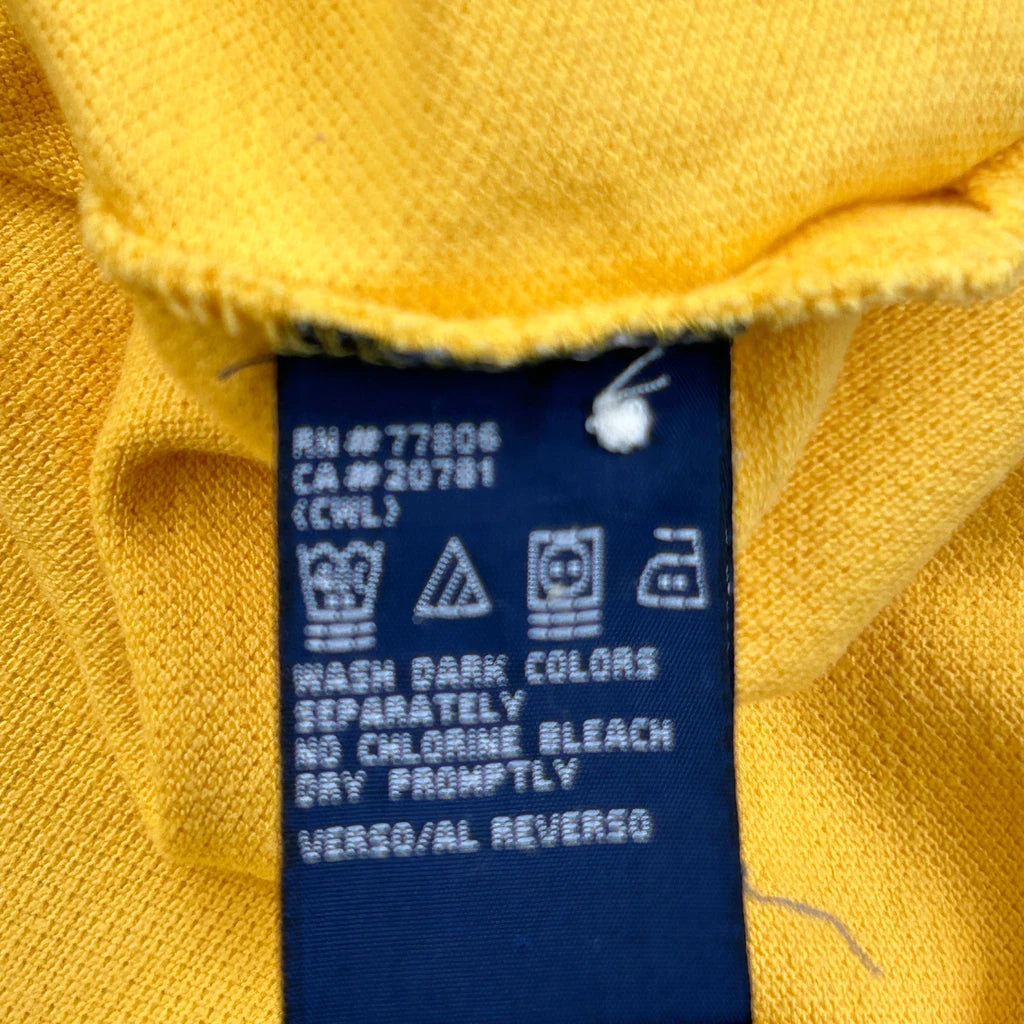 RN #77806
CA#20781
(CWL)
WASH DARK COLORS
SEPARATELY
NO CHLORINE BLEACH
DRY PROMPTLY
VERSO/AL REVERSO